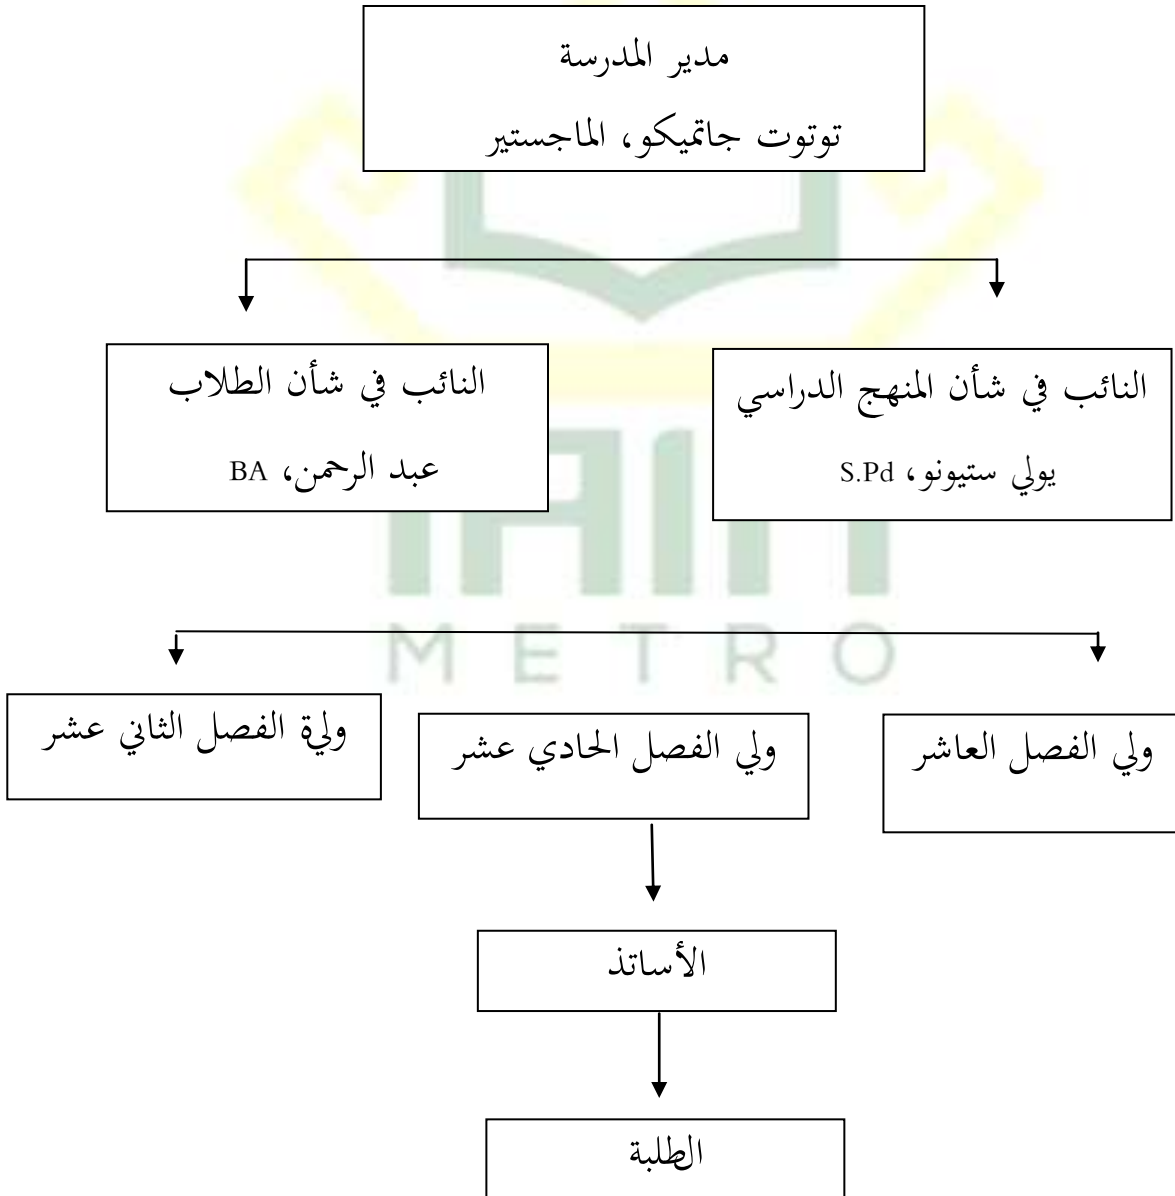 مدير المدرسة
توتوت جاتميكو، الماجستير
النائب في شأن المنهج الدراسي
يولي ستيونو، S.Pd
النائب في شأن الطلاب
عبد الرحمن، BA
IAIN
METRO
ولي الفصل العاشر
ولي الفصل الحادي عشر
ولية الفصل الثاني عشر
الأساتذ
الطلبة